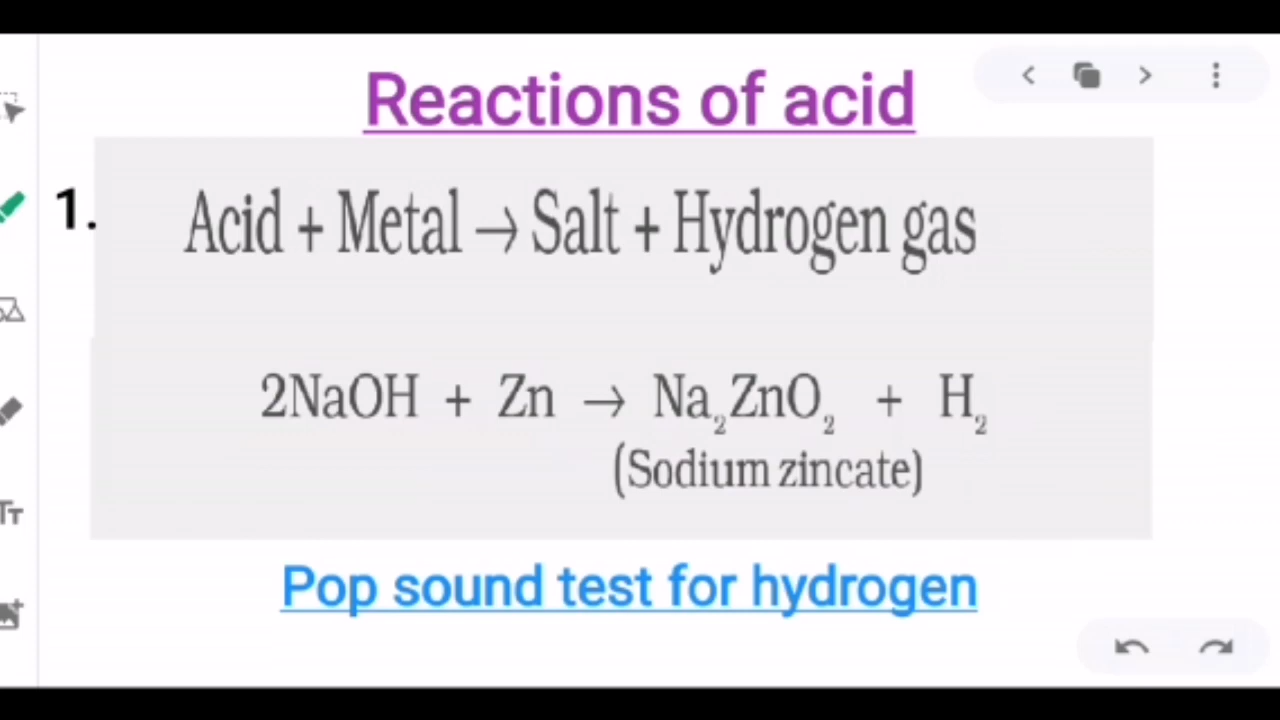 Reactions of acid
1. Acid + Metal → Salt + Hydrogen gas
2NaOH + Zn → Na₂ZnO₂ + H₂
(Sodium zincate)
Pop sound test for hydrogen